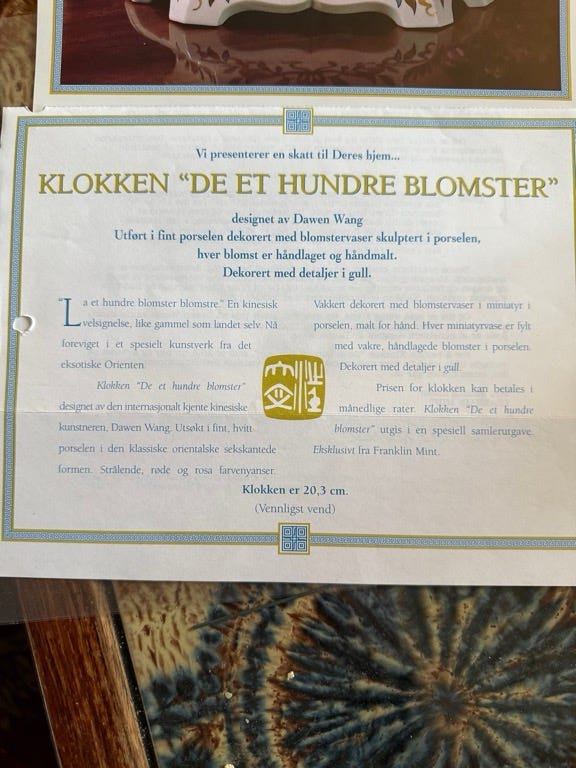 Vi presenterer en skatt til Deres hjem...
KLOKKEN “DE ET HUNDRE BLOMSTER”
designet av Dawen Wang
Utført i fint porselen dekorert med blomstervaser skulptert i porselen,
hver blomst er håndlaget og håndmalt.
Dekorert med detaljer i gull.
“La et hundre blomster blomstre.” En kinesisk
velsignelse, like gammel som landet selv. Nå
foreviget i et spesielt kunstverk fra det
eksotiske Orienten.
Klokken “De et hundre blomster”
designet av den internasjonalt kjente kinesiske
kunstneren, Dawen Wang. Utsøkt i fint, hvitt
porselen i den klassiske orientalske sekskantede
formen. Strålende, røde og rosa farvenyanser.
Vakkert dekorert med blomstervaser i miniatyr i
porselen, malt for hånd. Hver miniatyrvase er fylt
med vakre, håndlagede blomster i porselen.
Dekorert med detaljer i gull.
Prisen for klokken kan betales i
månedlige rater. Klokken “De et hundre
blomster” utgis i en spesiell samlerutgave.
Eksklusivt fra Franklin Mint.
Klokken er 20,3 cm.
(Vennligst vend)